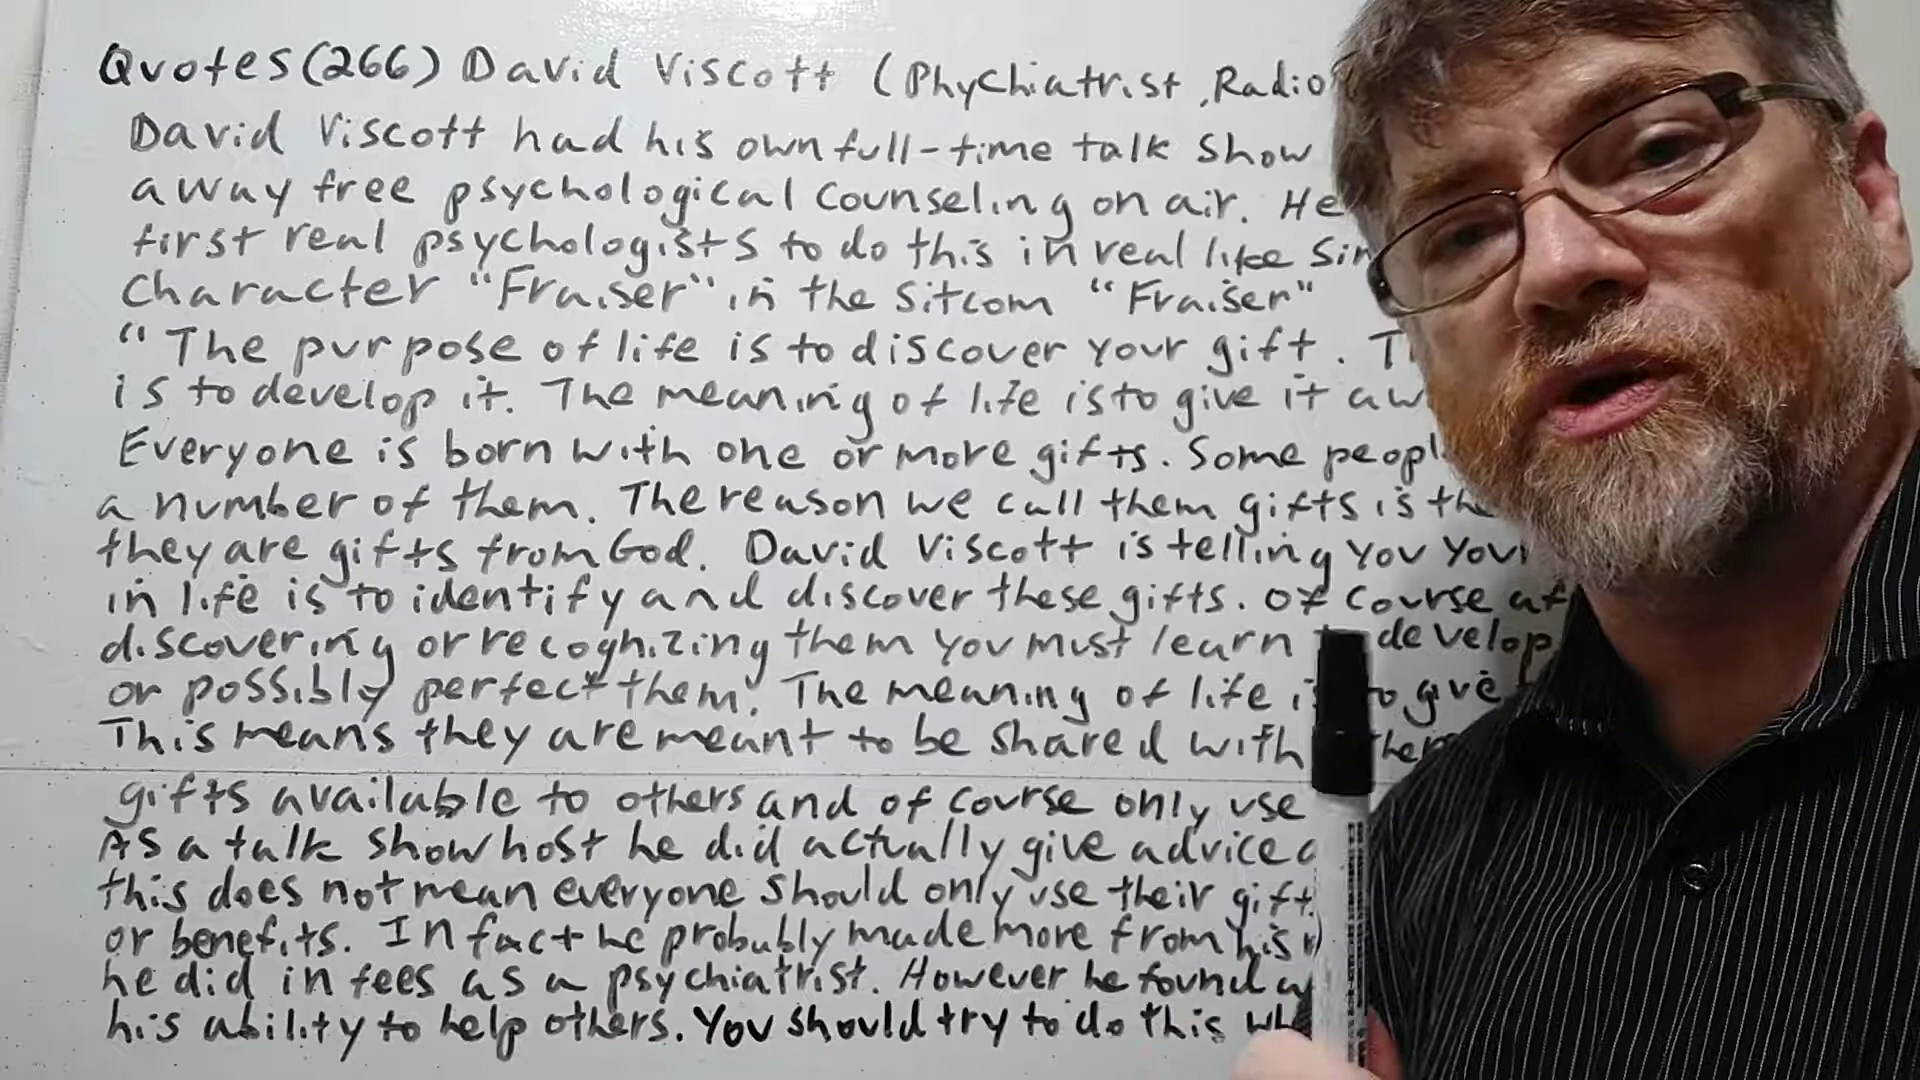 Quotes(266) David Viscott (Phychiatrist, Radio
David Viscott had his own full-time talk show
away free psychological counseling on air. He
first real psychologists to do this in real like
character "Fraiser" in the sitcom "Fraiser"
"The purpose of life is to discover your gift.
is to develop it. The meaning of life is to give it
Everyone is born with one or more gifts. Some
a number of them. The reason we call them gifts is
they are gifts from God. David Viscott is telling you
in life is to identify and discover these gifts. Of course
discovering or recoghizing them you must learn develop
or possibly perfect them. The meaning of life give
This means they are meant to be shared with
gifts available to others and of course only use
As a talk show host he did actually give advice
this does not mean everyone should only use their
or benefits. In fact he probably made more from his
he did in fees as a psychiatrist. However he found
his ability to help others. You should try to do this